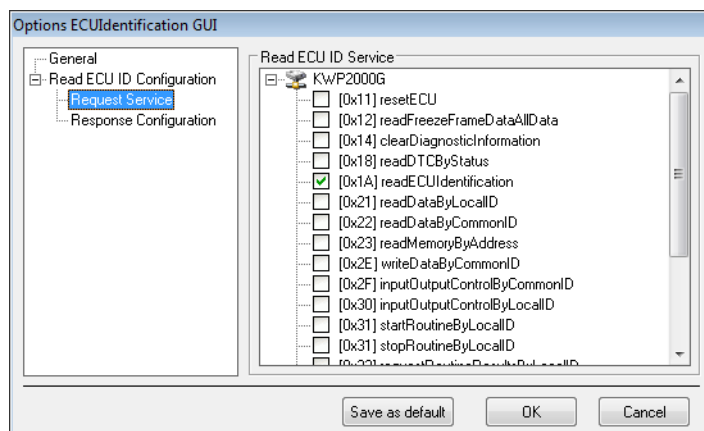 Options ECUIdentification GUI
General
Read ECU ID Configuration
Request Service
Response Configuration
Read ECU ID Service
KWP2000G
[0x11] resetECU
[0x12] readFreezeFrameDataAllData
[0x14] clearDiagnosticInformation
[0x18] readDTCByStatus
[0x1A] readECUIdentification
[0x21] readDataByLocalID
[0x22] readDataByCommonID
[0x23] readMemoryByAddress
[0x2E] writeDataByCommonID
[0x2F] inputOutputControlByCommonID
[0x30] inputOutputControlByLocalID
[0x31] startRoutineByLocalID
[0x31] stopRoutineByLocalID
Save as default
OK
Cancel